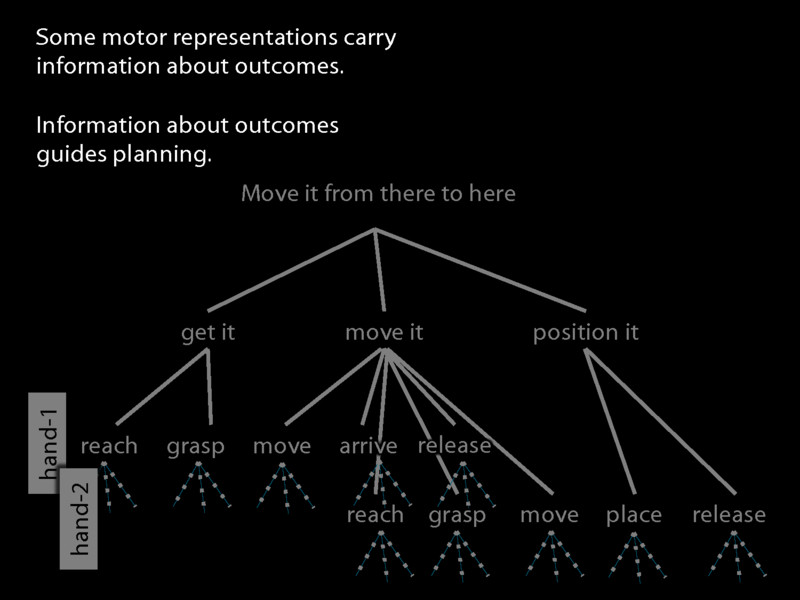 Some motor representations carry
information about outcomes.
Information about outcomes
guides planning.
Move it from there to here
get it move it position it
hand-1
reach grasp move arrive release
hand-2
reach grasp move place release